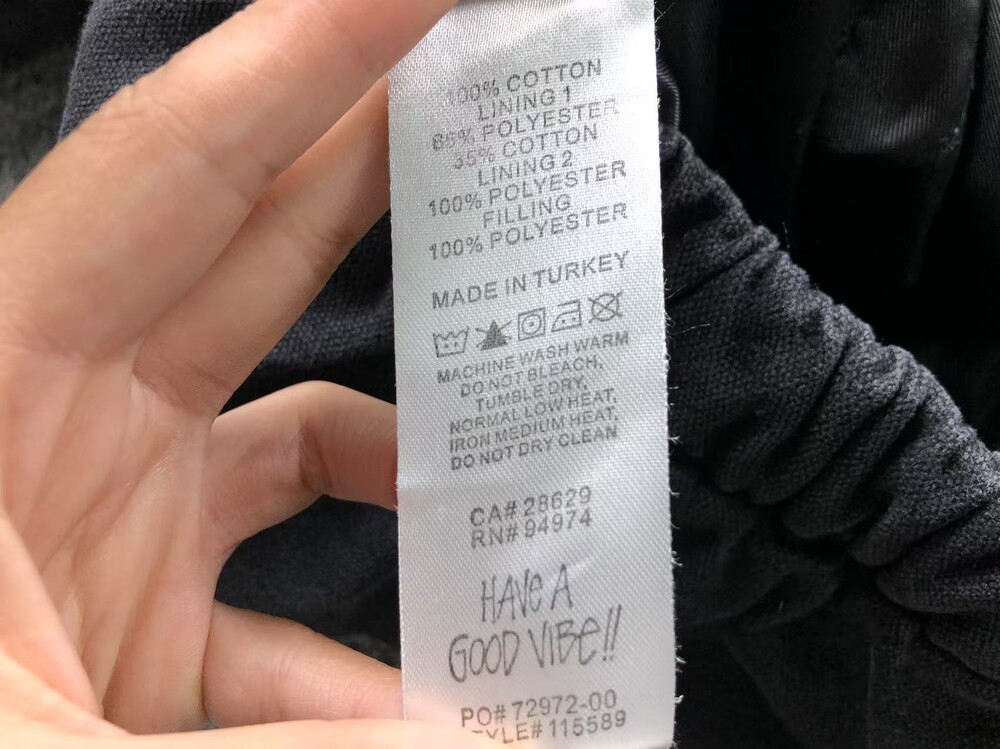 100% COTTON
LINING 1
65% POLYESTER
35% COTTON
LINING 2
100% POLYESTER
FILLING
100% POLYESTER
MADE IN TURKEY
MACHINE WASH WARM
DO NOT BLEACH,
TUMBLE DRY,
NORMAL LOW HEAT,
IRON MEDIUM HEAT,
DO NOT DRY CLEAN
CA# 28629
RN# 94974
HAVE A
GOOD VIBe!!
PO# 72972-00
STYLE# 115589